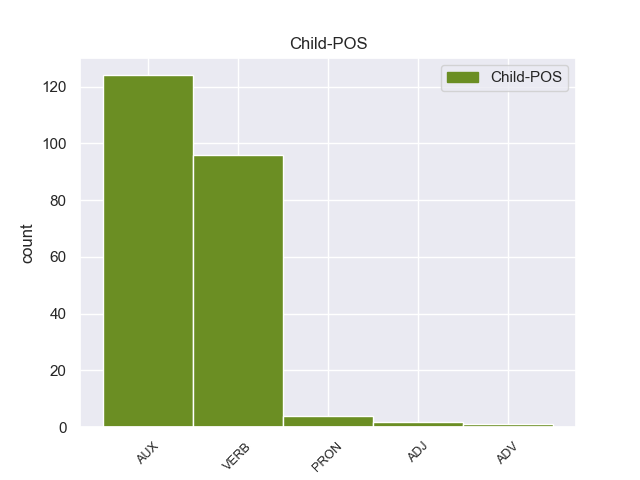 Child-POS
Child-POS
count
120
100
80
60
40
20
0
AUX
VERB
PRON
ADJ
ADV